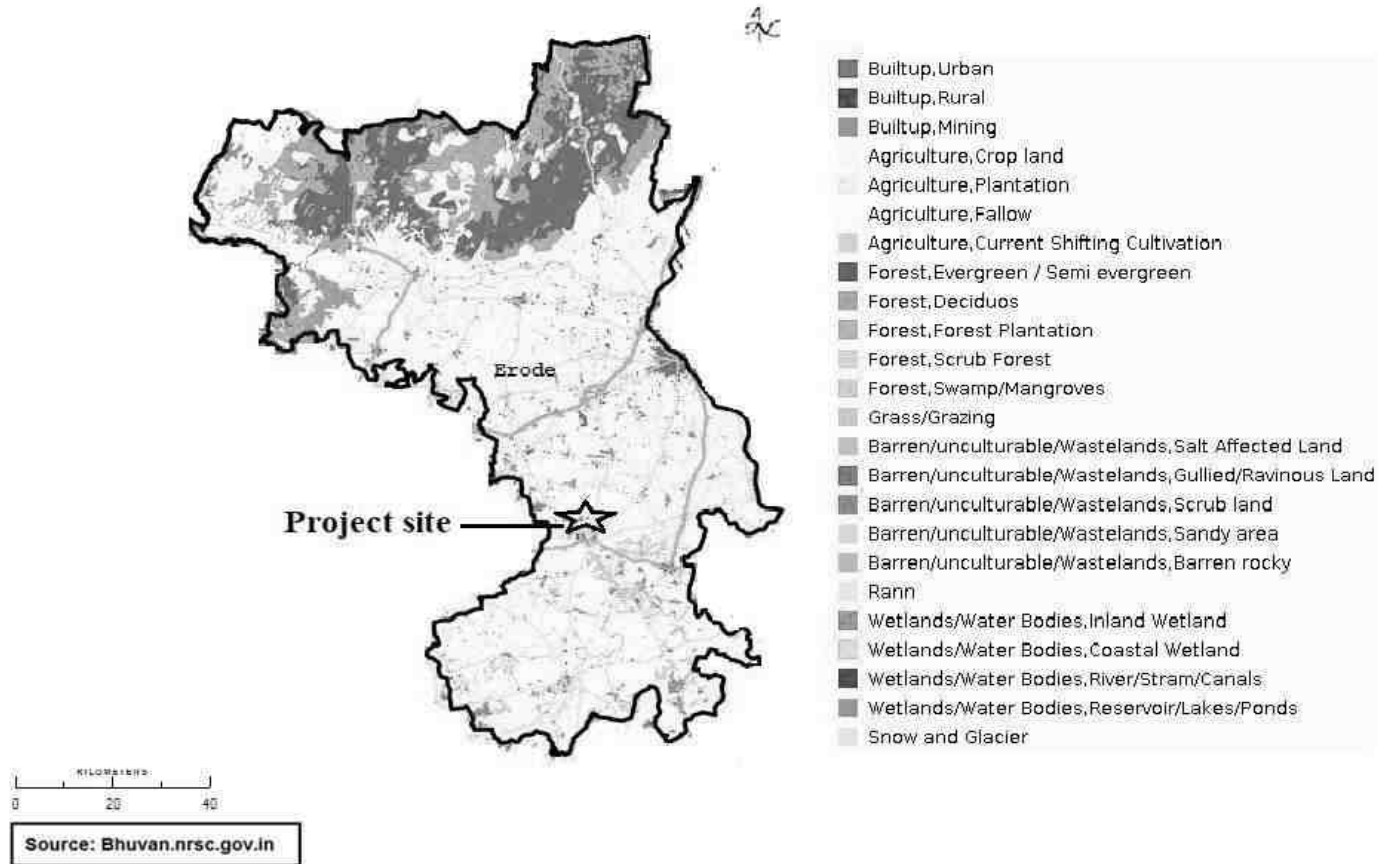 Builtup,Urban
Builtup,Rural
Builtup,Mining
Agriculture,Crop land
Agriculture,Plantation
Agriculture,Fallow
Agriculture,Current Shifting Cultivation
Forest,Evergreen / Semi evergreen
Forest,Deciduos
Forest,Forest Plantation
Forest,Scrub Forest
Forest,Swamp/Mangroves
Grass/Grazing
Barren/unculturable/Wastelands,Salt Affected Land
Barren/unculturable/Wastelands,Gullied/Ravinous Land
Barren/unculturable/Wastelands,Scrub land
Barren/unculturable/Wastelands,Sandy area
Barren/unculturable/Wastelands,Barren rocky
Rann
Wetlands/Water Bodies,Inland Wetland
Wetlands/Water Bodies,Coastal Wetland
Wetlands/Water Bodies,River/Stram/Canals
Wetlands/Water Bodies,Reservoir/Lakes/Ponds
Snow and Glacier
Erode
Project site
KILOMETERS
0 20 40
Source: Bhuvan.nrsc.gov.in